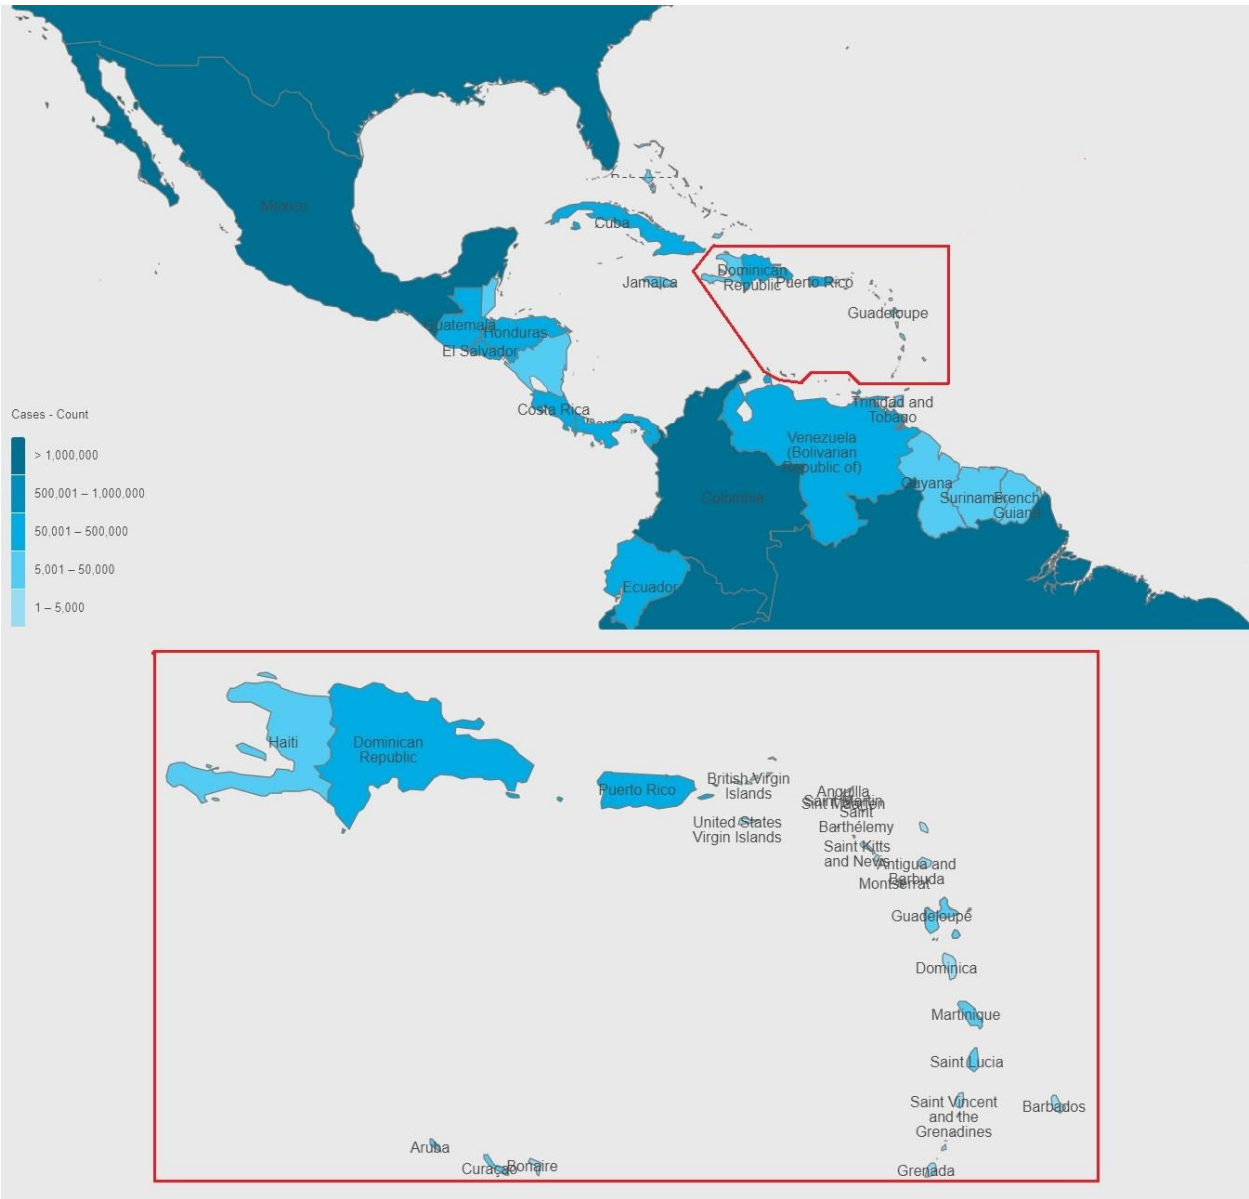 Mexico
Cuba
Jamaica
Dominican
Republic
Puerto Rico
Guadeloupe
Guatemala
Honduras
El Salvador
Costa Rica
Trinidad and
Tobago
Venezuela
(Bolivarian
Republic of)
Colombia
Guyana
Suriname
French
Guiana
Ecuador
Cases - Count
> 1,000,000
500,001 – 1,000,000
50,001 – 500,000
5,001 – 50,000
1 – 5,000
Haiti
Dominican
Republic
Puerto Rico
British Virgin
Islands
United States
Virgin Islands
Anguilla
Saint Martin
Sint Maarten
Saint
Barthélemy
Saint Kitts
and Nevis
Antigua and
Barbuda
Montserrat
Guadeloupe
Dominica
Martinique
Saint Lucia
Saint Vincent
and the
Grenadines
Barbados
Aruba
Curaçao
Bonaire
Grenada